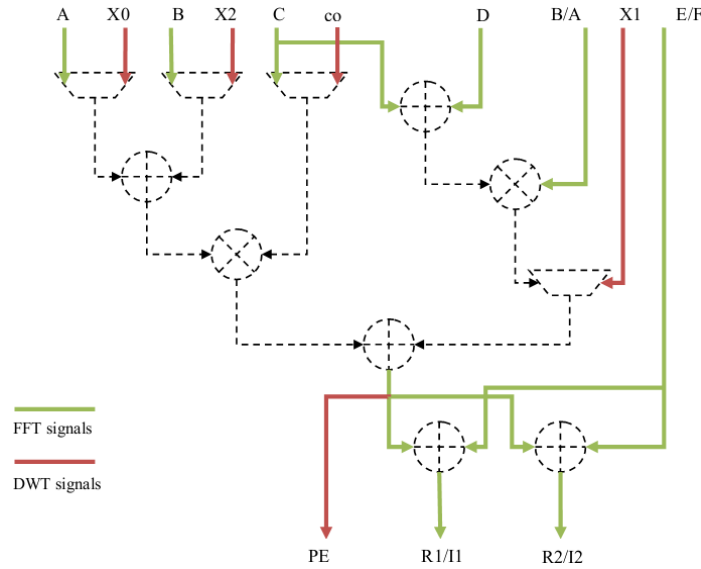 A X0 B X2 C co D B/A X1 E/F
FFT signals
DWT signals
PE R1/I1 R2/I2